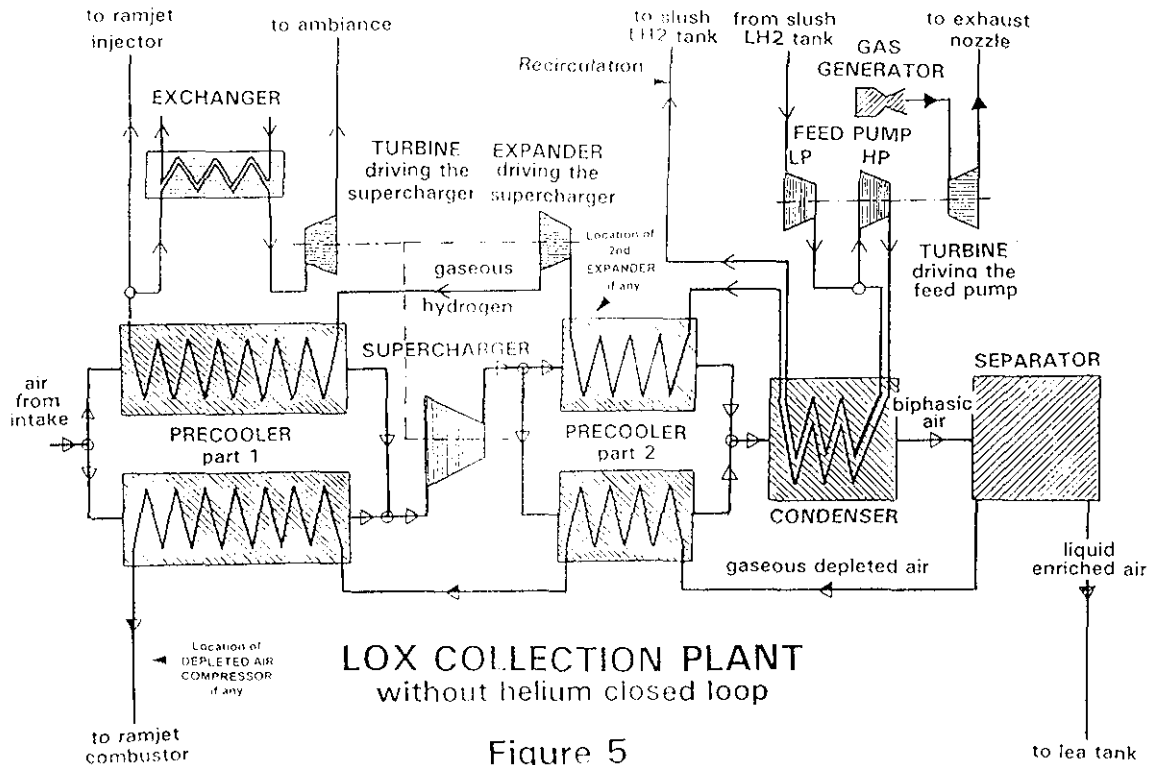 to ramjet
injector
to ambiance
to slush
LH2 tank
from slush
LH2 tank
to exhaust
nozzle
Recirculation
GAS
GENERATOR
EXCHANGER
FEED PUMP
LP HP
TURBINE
driving the
supercharger
EXPANDER
driving the
supercharger
Location of
2nd
EXPANDER
if any
TURBINE
driving the
feed pump
gaseous
hydrogen
SUPERCHARGER
SEPARATOR
air
from
intake
PRECOOLER
part 1
PRECOOLER
part 2
biphasic
air
CONDENSER
gaseous depleted air
liquid
enriched air
Location of
DEPLETED AIR
COMPRESSOR
if any
LOX COLLECTION PLANT
without helium closed loop
to ramjet
combustor
Figure 5
to lea tank